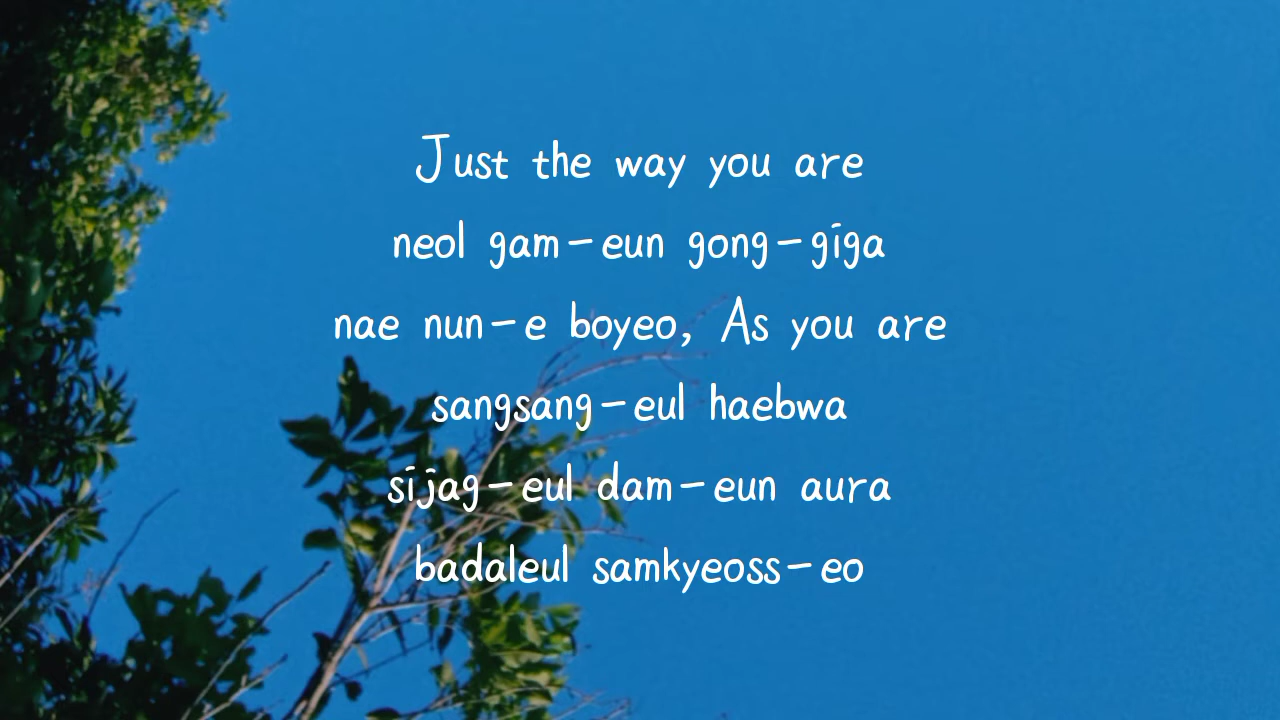 Just the way you are
neol gam-eun gong-giga
nae nun-e boyeo, As you are
sangsang-eul haebwa
sijag-eul dam-eun aura
badaleul samkyeoss-eo